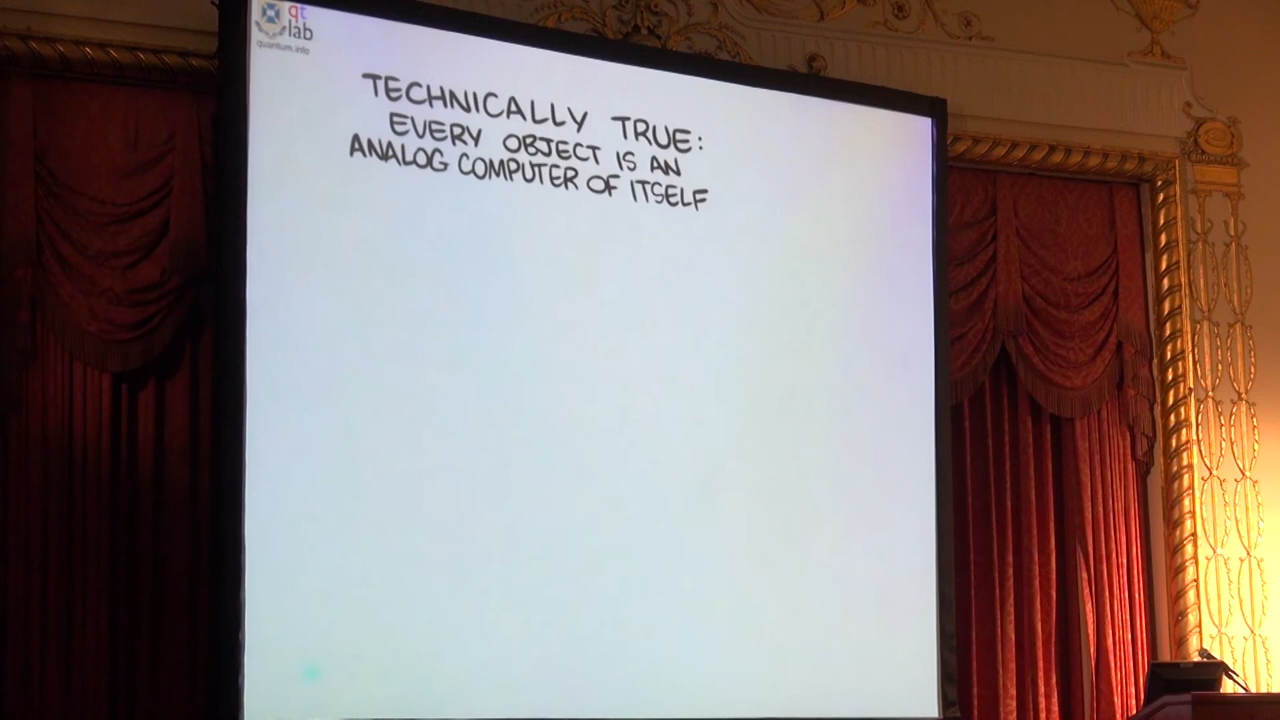 qt
lab
quantum.info
TECHNICALLY TRUE:
EVERY OBJECT IS AN
ANALOG COMPUTER OF ITSELF